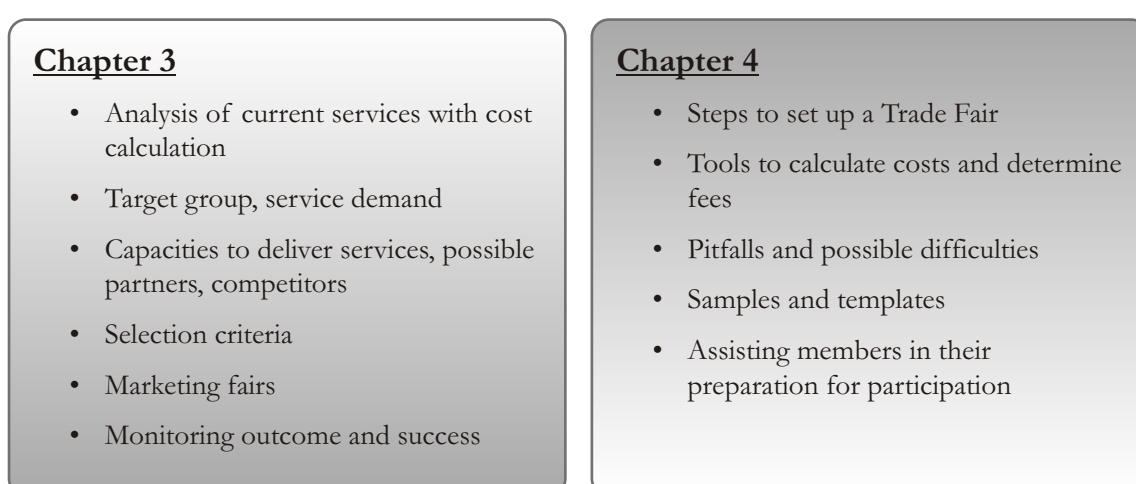 Chapter 3
• Analysis of current services with cost
calculation
• Target group, service demand
• Capacities to deliver services, possible
partners, competitors
• Selection criteria
• Marketing fairs
• Monitoring outcome and success
Chapter 4
• Steps to set up a Trade Fair
• Tools to calculate costs and determine
fees
• Pitfalls and possible difficulties
• Samples and templates
• Assisting members in their
preparation for participation